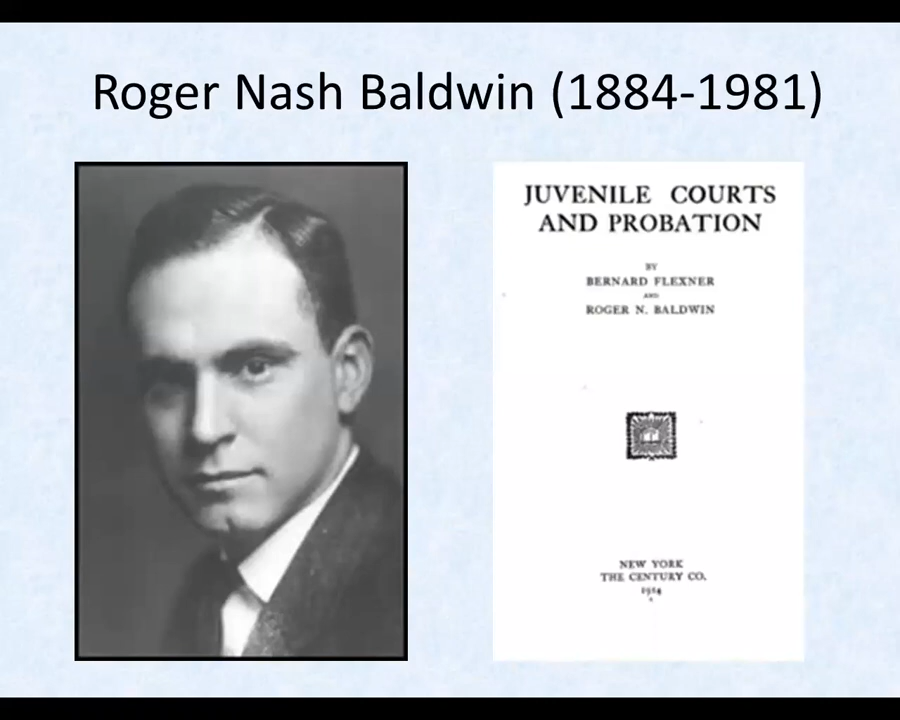 Roger Nash Baldwin (1884-1981)
JUVENILE COURTS
AND PROBATION
BY
BERNARD FLEXNER
AND
ROGER N. BALDWIN
NEW YORK
THE CENTURY CO.
1914